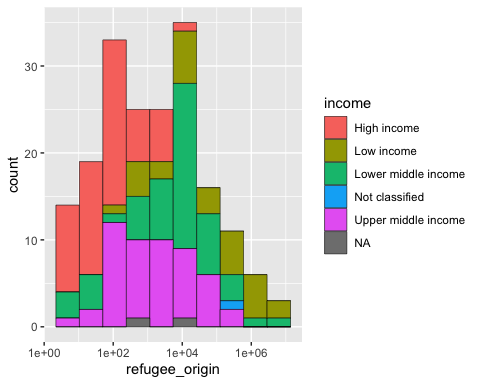 count
30
20
10
0
1e+00
1e+02
1e+04
1e+06
refugee_origin
income
High income
Low income
Lower middle income
Not classified
Upper middle income
NA